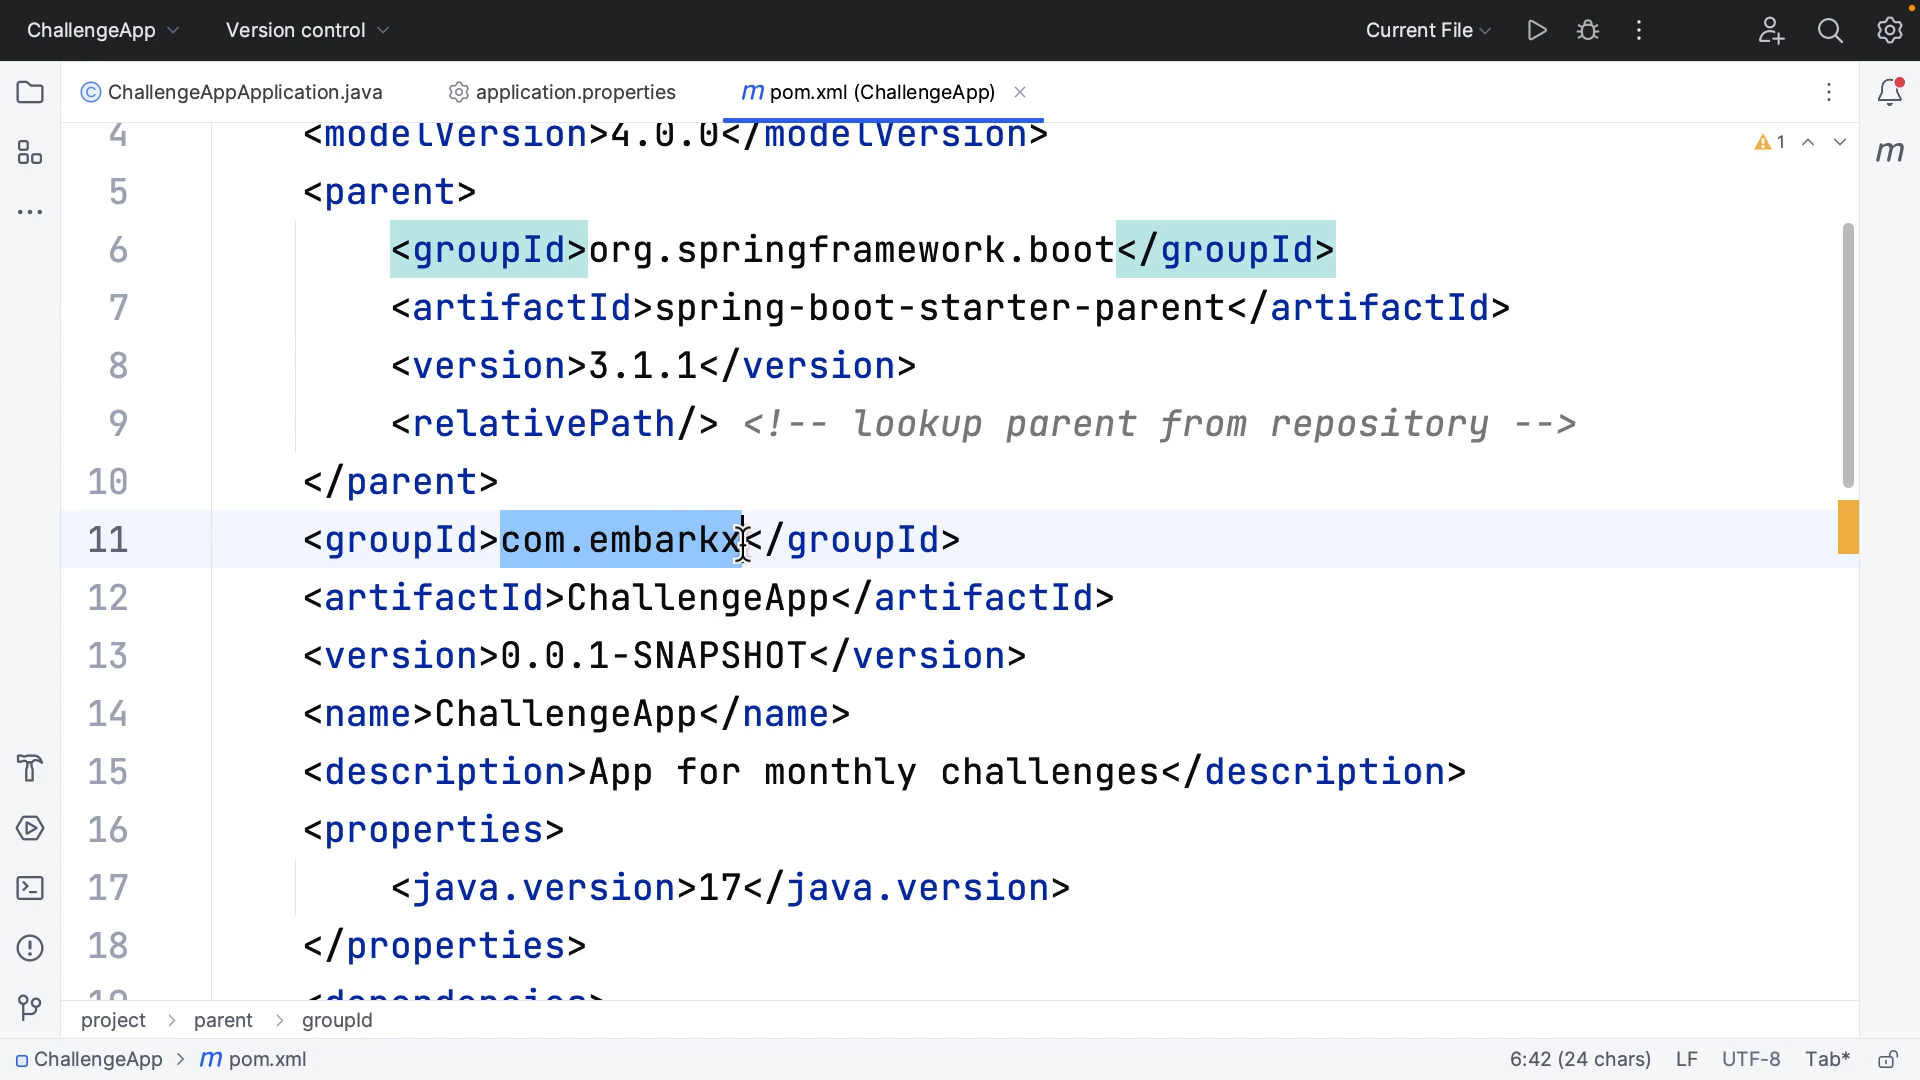 ChallengeApp Version control Current File
ChallengeAppApplication.java application.properties m pom.xml (ChallengeApp)
4 <modelVersion>4.0.0</modelVersion>
1
5 <parent>
6 <groupId>org.springframework.boot</groupId>
7 <artifactId>spring-boot-starter-parent</artifactId>
8 <version>3.1.1</version>
9 <relativePath/> <!-- lookup parent from repository -->
10 </parent>
11 <groupId>com.embarkx</groupId>
12 <artifactId>ChallengeApp</artifactId>
13 <version>0.0.1-SNAPSHOT</version>
14 <name>ChallengeApp</name>
15 <description>App for monthly challenges</description>
16 <properties>
17 <java.version>17</java.version>
18 </properties>
19 <dependencies>
project > parent > groupId
ChallengeApp > m pom.xml 6:42 (24 chars) LF UTF-8 Tab*